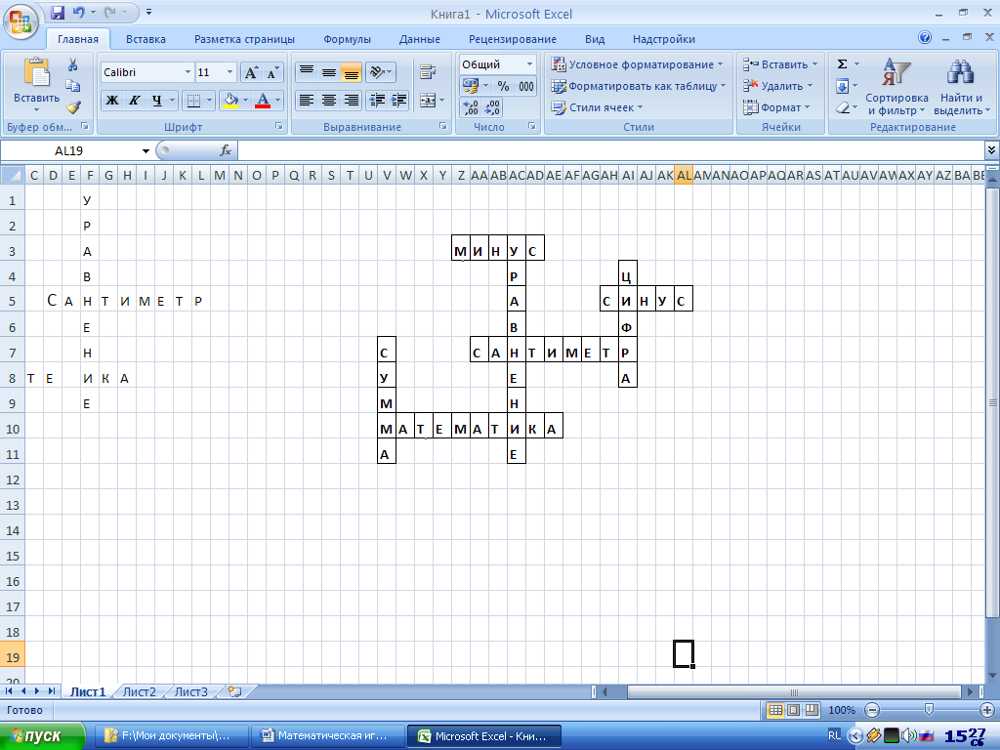 Книга1 - Microsoft Excel
Главная Вставка Разметка страницы Формулы Данные Рецензирование Вид Надстройки
Вставить
Буфер обм...
Calibri 11
Ж К Ч
Шрифт
Выравнивание
Общий
% 000
Число
Условное форматирование
Форматировать как таблицу
Стили ячеек
Стили
Вставить
Удалить
Формат
Ячейки
Сортировка и фильтр
Найти и выделить
Редактирование
AL19 fx
C D E F G H I J K L M N O P Q R S T U V W X Y Z AA AB AC AD AE AF AG AH AI AJ AK AL AM AN AO AP AQ AR AS AT AU AV AW AX AY AZ BA BE
1 У
2 Р
3 А М И Н У С
4 В Р Ц
5 С А Н Т И М Е Т Р А С И Н У С
6 Е В Ф
7 Н С С А Н Т И М Е Т Р
8 Т Е И К А У Е А
9 Е М Н
10 М А Т Е М А Т И К А
11 А Е
12
13
14
15
16
17
18
19
20
Лист1 Лист2 Лист3
Готово 100%
пуск F:\Мои документы\... Математическая иг... Microsoft Excel - Кни... RL 15 27 Сб